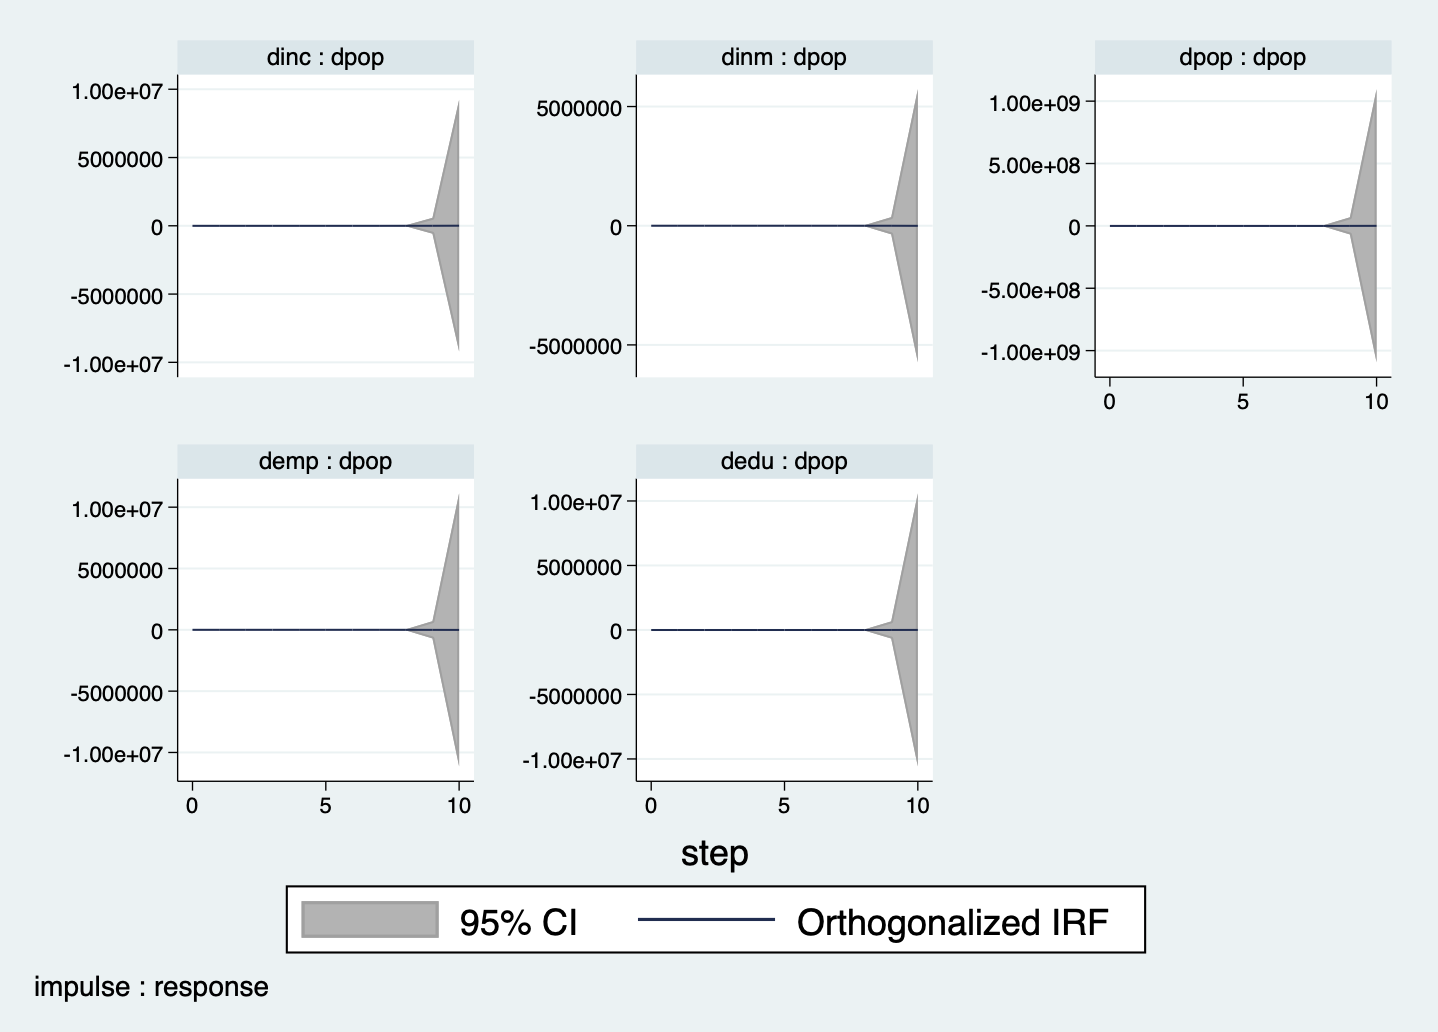 dinc : dpop
1.00e+07
5000000
0
-5000000
-1.00e+07
dinm : dpop
5000000
0
-5000000
dpop : dpop
1.00e+09
5.00e+08
0
-5.00e+08
-1.00e+09
0 5 10
demp : dpop
1.00e+07
5000000
0
-5000000
-1.00e+07
0 5 10
dedu : dpop
1.00e+07
5000000
0
-5000000
-1.00e+07
0 5 10
step
95% CI Orthogonalized IRF
impulse : response